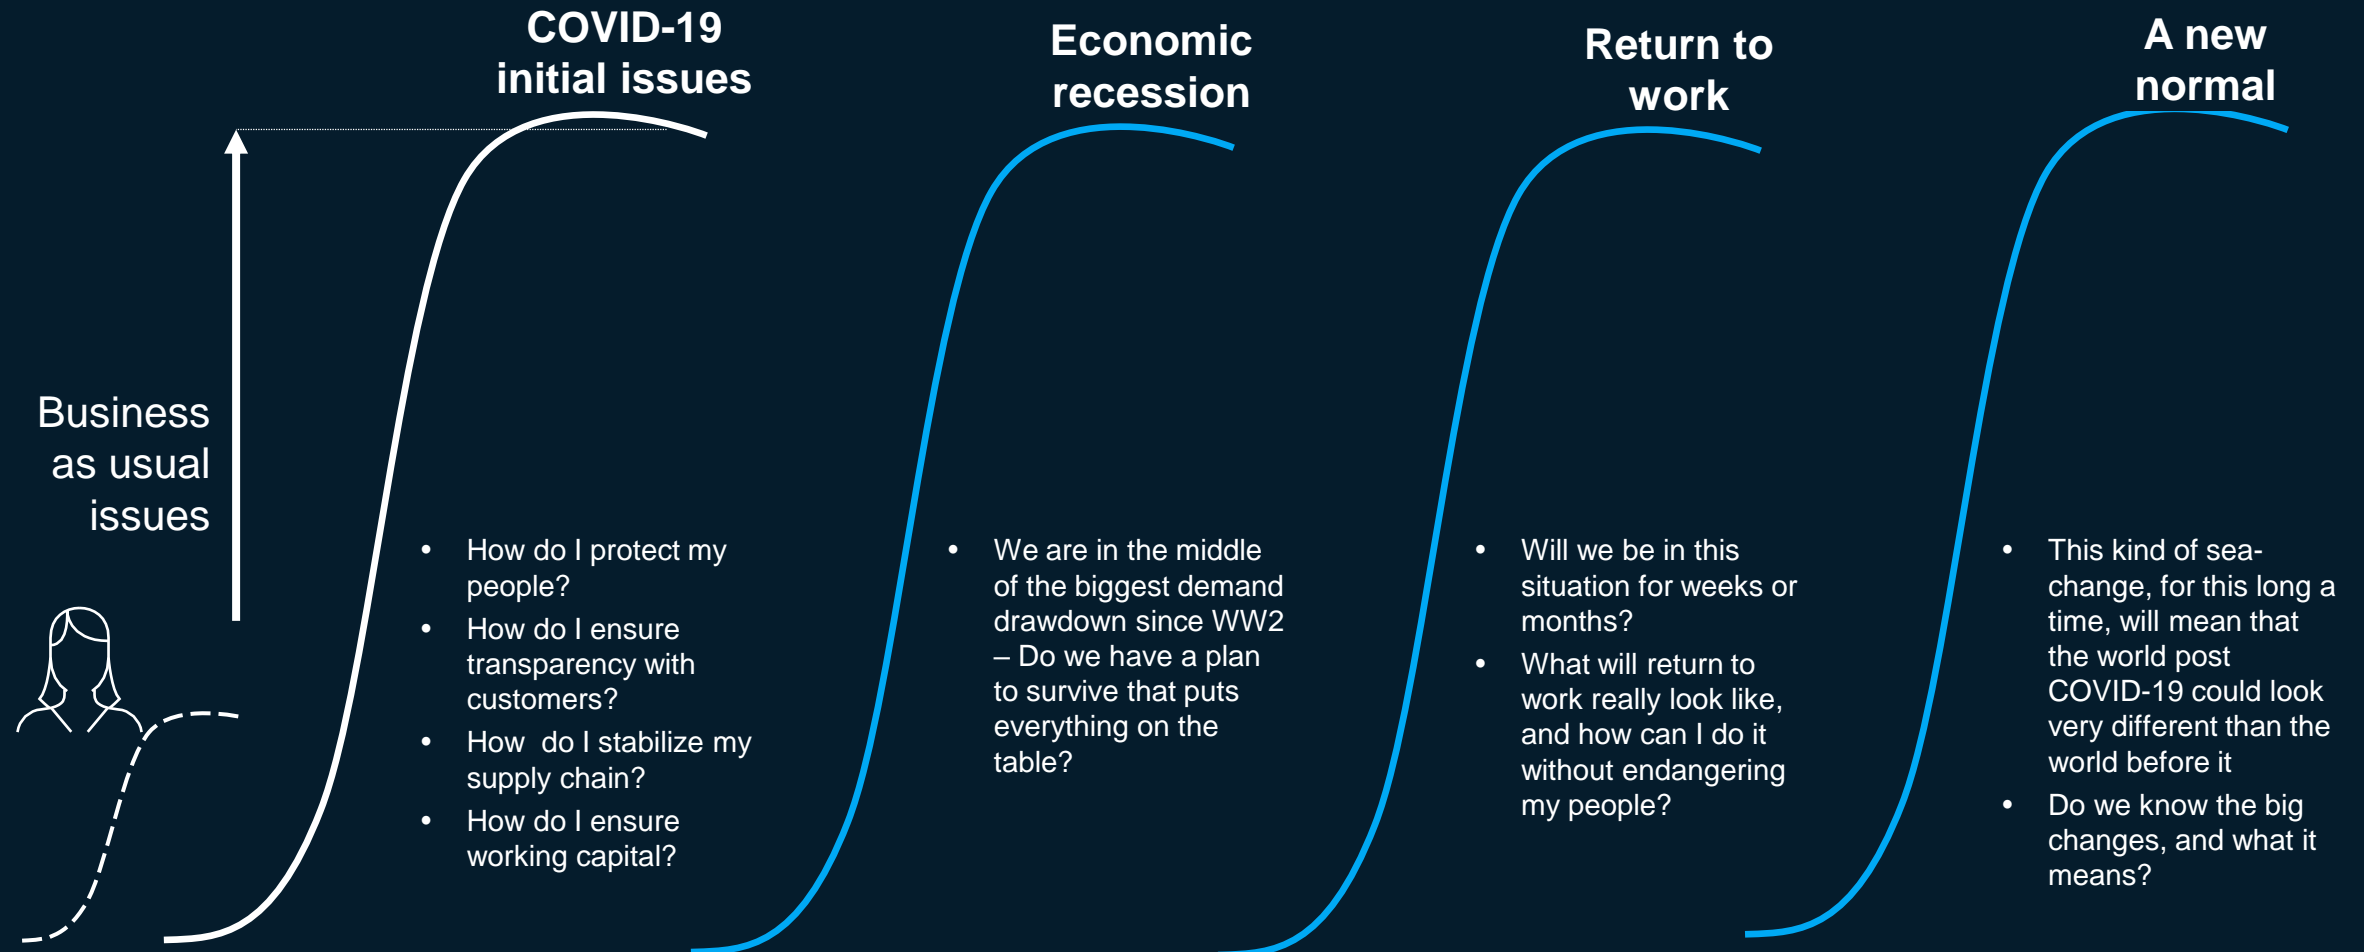 COVID-19
initial issues
Economic
recession
Return to
work
A new
normal
Business
as usual
issues
• How do I protect my
people?
• How do I ensure
transparency with
customers?
• How  do I stabilize my
supply chain?
• How do I ensure
working capital?
• We are in the middle
of the biggest demand
drawdown since WW2
– Do we have a plan
to survive that puts
everything on the
table?
• Will we be in this
situation for weeks or
months?
• What will return to
work really look like,
and how can I do it
without endangering
my people?
• This kind of sea-
change, for this long a
time, will mean that
the world post
COVID-19 could look
very different than the
world before it
• Do we know the big
changes, and what it
means?